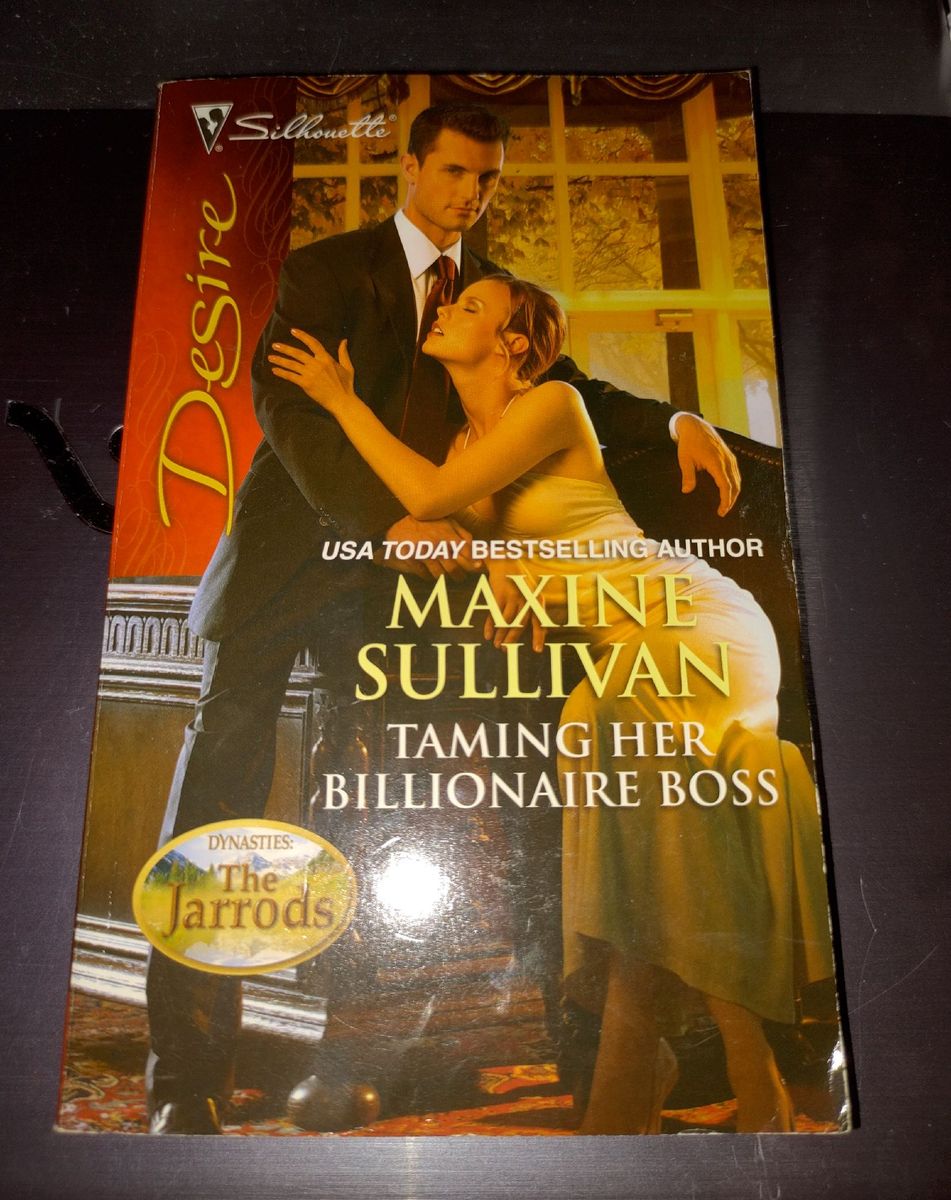 Silhouette®
Desire
USA TODAY BESTSELLING AUTHOR
MAXINE
SULLIVAN
TAMING HER
BILLIONAIRE BOSS
DYNASTIES:
The
Jarrods